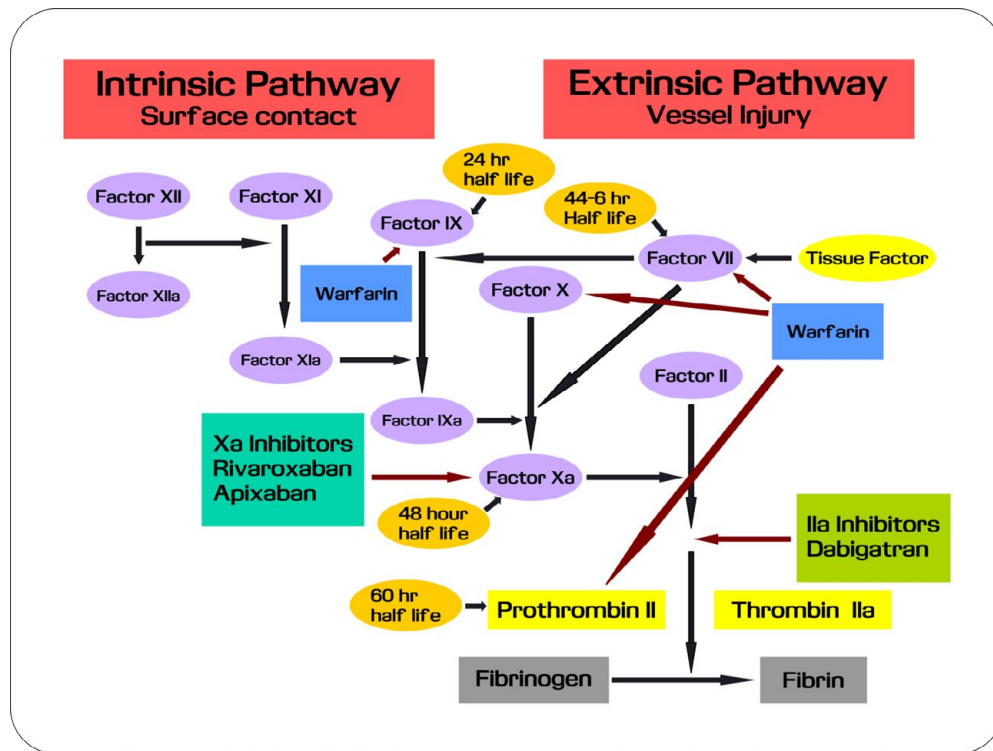 Intrinsic Pathway
Surface contact
Extrinsic Pathway
Vessel Injury
24 hr
half life
44-6 hr
Half life
Factor XII
Factor XI
Factor IX
Factor VII
Tissue Factor
Factor XIIa
Warfarin
Factor X
Warfarin
Factor XIa
Factor II
Factor IXa
Xa Inhibitors
Rivaroxaban
Apixaban
Factor Xa
48 hour
half life
IIa Inhibitors
Dabigatran
60 hr
half life
Prothrombin II
Thrombin IIa
Fibrinogen
Fibrin